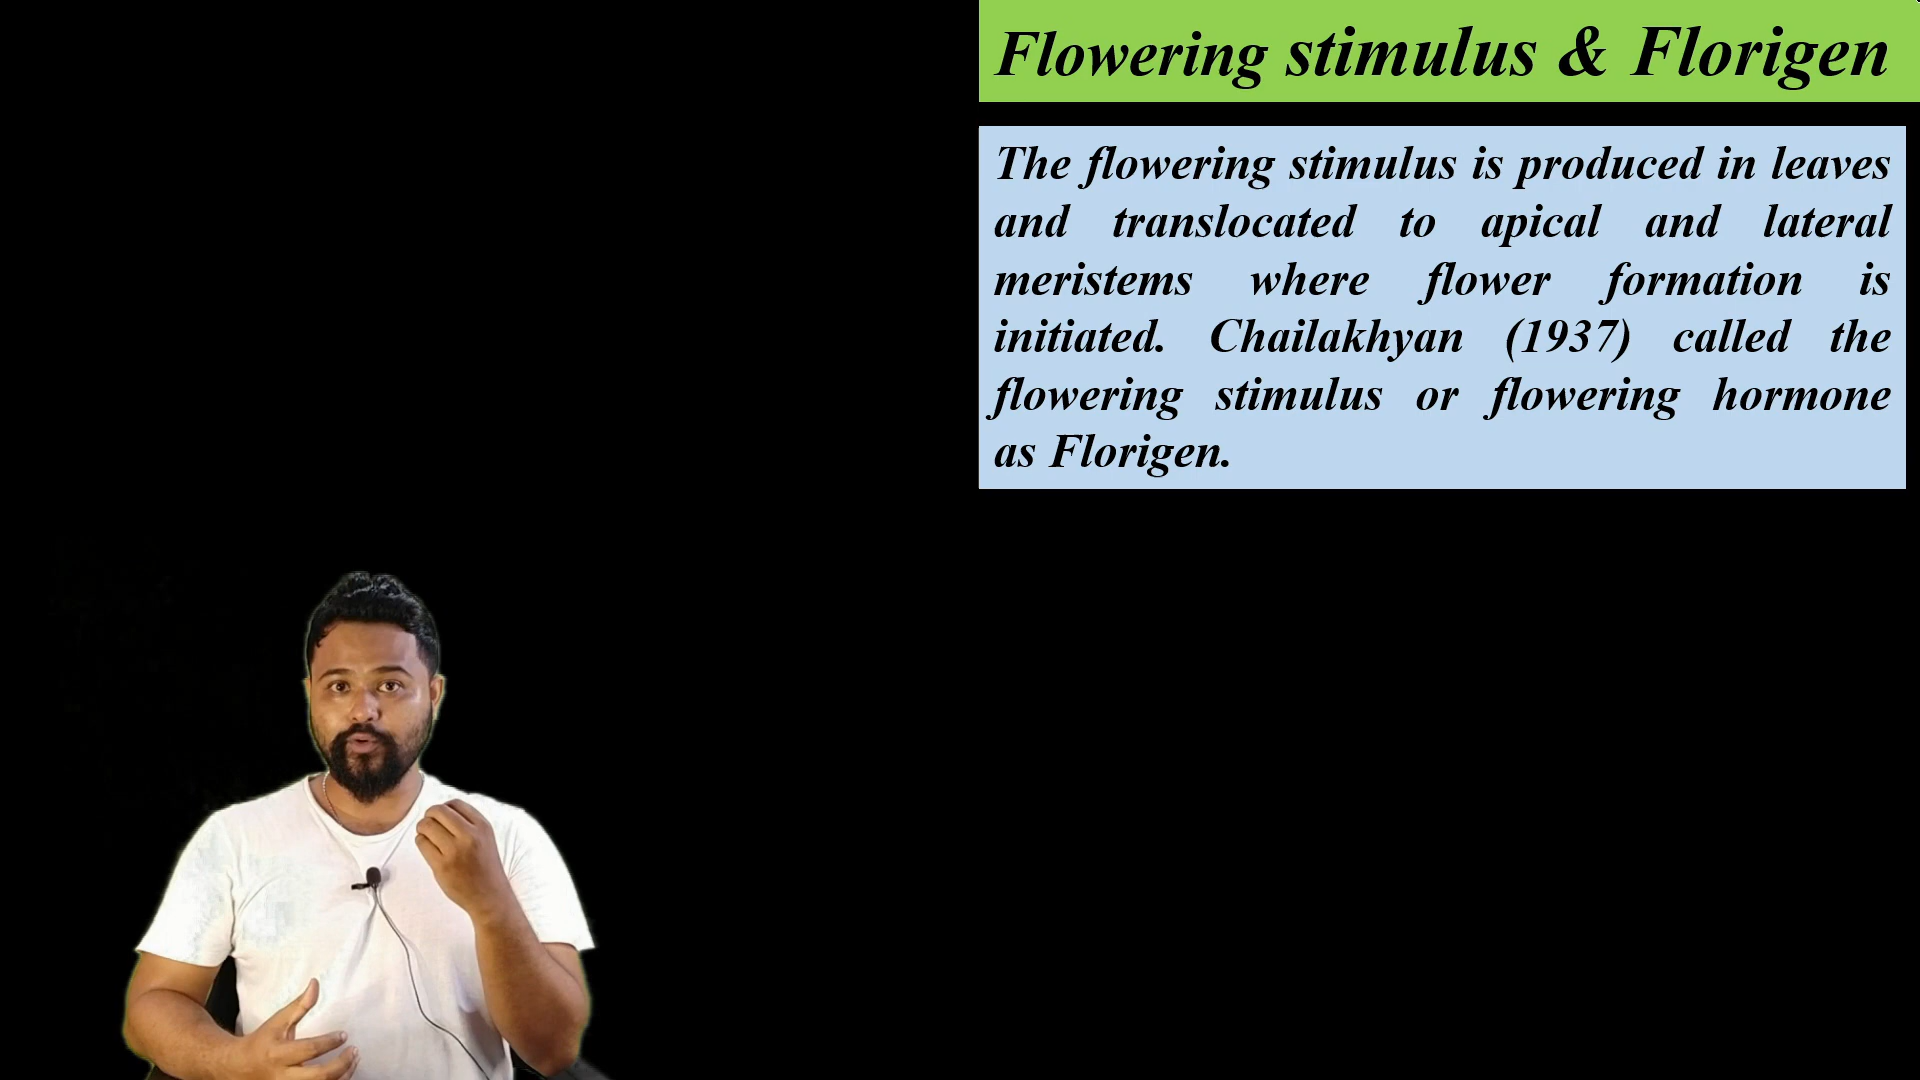 Flowering stimulus & Florigen
The flowering stimulus is produced in leaves
and translocated to apical and lateral
meristems where flower formation is
initiated. Chailakhyan (1937) called the
flowering stimulus or flowering hormone
as Florigen.